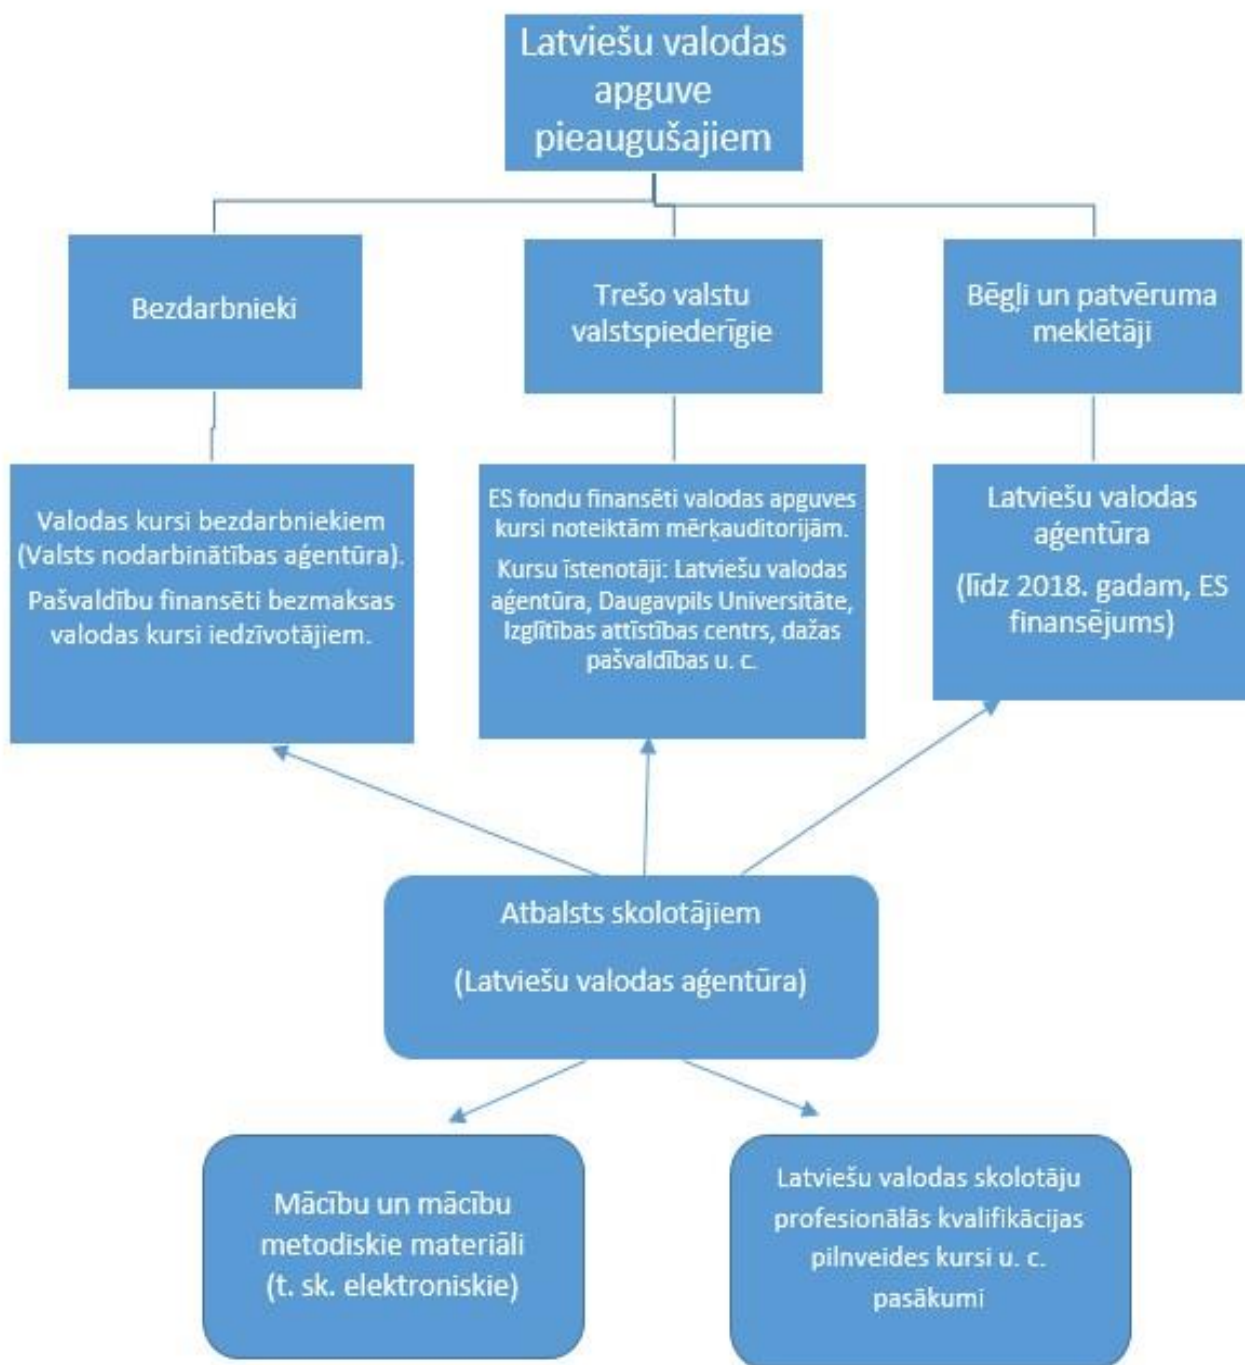 Latviešu valodas
apguve
pieaugušajiem
Bezdarbnieki
Trešo valstu
valstspiederīgie
Bēgļi un patvēruma
meklētāji
Valodas kursi bezdarbniekiem
(Valsts nodarbinātības aģentūra).
Pašvaldību finansēti bezmaksas
valodas kursi iedzīvotājiem.
ES fondu finansēti valodas apguves
kursi noteiktām mērķauditorijām.
Kursu īstenotāji: Latviešu valodas
aģentūra, Daugavpils Universitāte,
Izglītības attīstības centrs, dažas
pašvaldības u. c.
Latviešu valodas
aģentūra
(līdz 2018. gadam, ES
finansējums)
Atbalsts skolotājiem
(Latviešu valodas aģentūra)
Mācību un mācību
metodiskie materiāli
(t. sk. elektroniskie)
Latviešu valodas skolotāju
profesionālās kvalifikācijas
pilnveides kursi u. c.
pasākumi